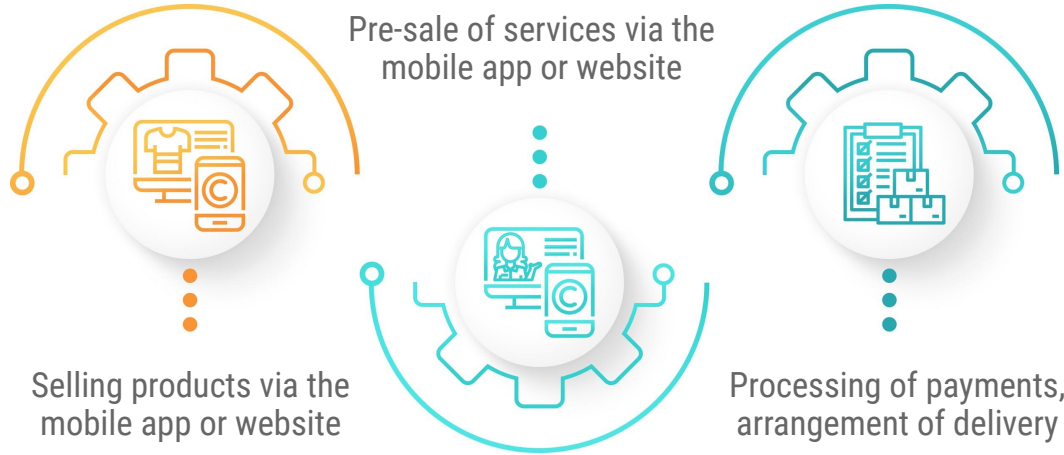 Pre-sale of services via the
mobile app or website
Selling products via the
mobile app or website
Processing of payments,
arrangement of delivery